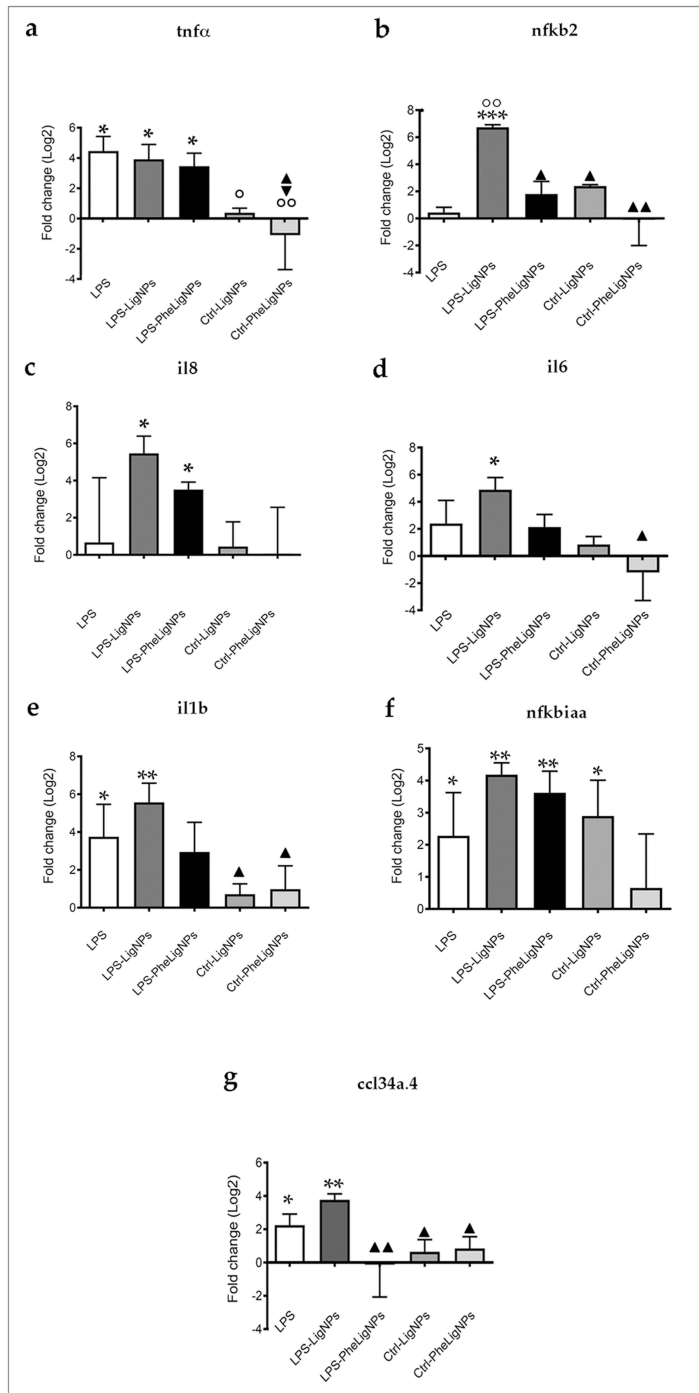 a
tnfα
Fold change (Log2)
6
4
2
0
-2
-4
*
*
*
○
▲
▼
○○
LPS
LPS-LigNPs
LPS-PheLigNPs
Ctrl-LigNPs
Ctrl-PheLigNPs
b
nfkb2
Fold change (Log2)
8
6
4
2
0
-2
-4
○○
***
▲
▲
▲▲
LPS
LPS-LigNPs
LPS-PheLigNPs
Ctrl-LigNPs
Ctrl-PheLigNPs
c
il8
Fold change (Log2)
8
6
4
2
0
*
*
LPS
LPS-LigNPs
LPS-PheLigNPs
Ctrl-LigNPs
Ctrl-PheLigNPs
d
il6
Fold change (Log2)
8
6
4
2
0
-2
-4
*
▲
LPS
LPS-LigNPs
LPS-PheLigNPs
Ctrl-LigNPs
Ctrl-PheLigNPs
e
il1b
Fold change (Log2)
8
6
4
2
0
*
**
▲
▲
LPS
LPS-LigNPs
LPS-PheLigNPs
Ctrl-LigNPs
Ctrl-PheLigNPs
f
nfkbiaa
Fold change (Log2)
5
4
3
2
1
0
*
**
**
*
LPS
LPS-LigNPs
LPS-PheLigNPs
Ctrl-LigNPs
Ctrl-PheLigNPs
g
ccl34a.4
Fold change (Log2)
6
4
2
0
-2
-4
*
**
▲▲
▲
▲
LPS
LPS-LigNPs
LPS-PheLigNPs
Ctrl-LigNPs
Ctrl-PheLigNPs